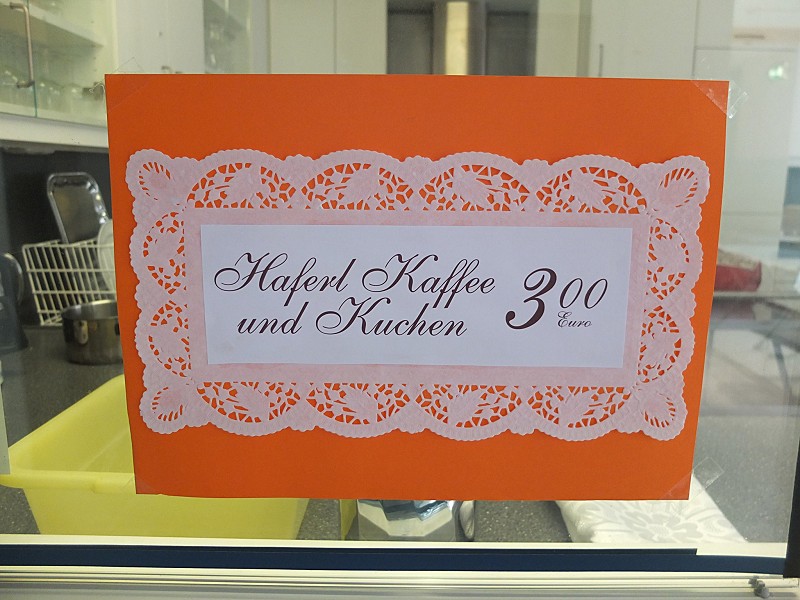 Haferl Kaffee
und Kuchen
3 00
Euro